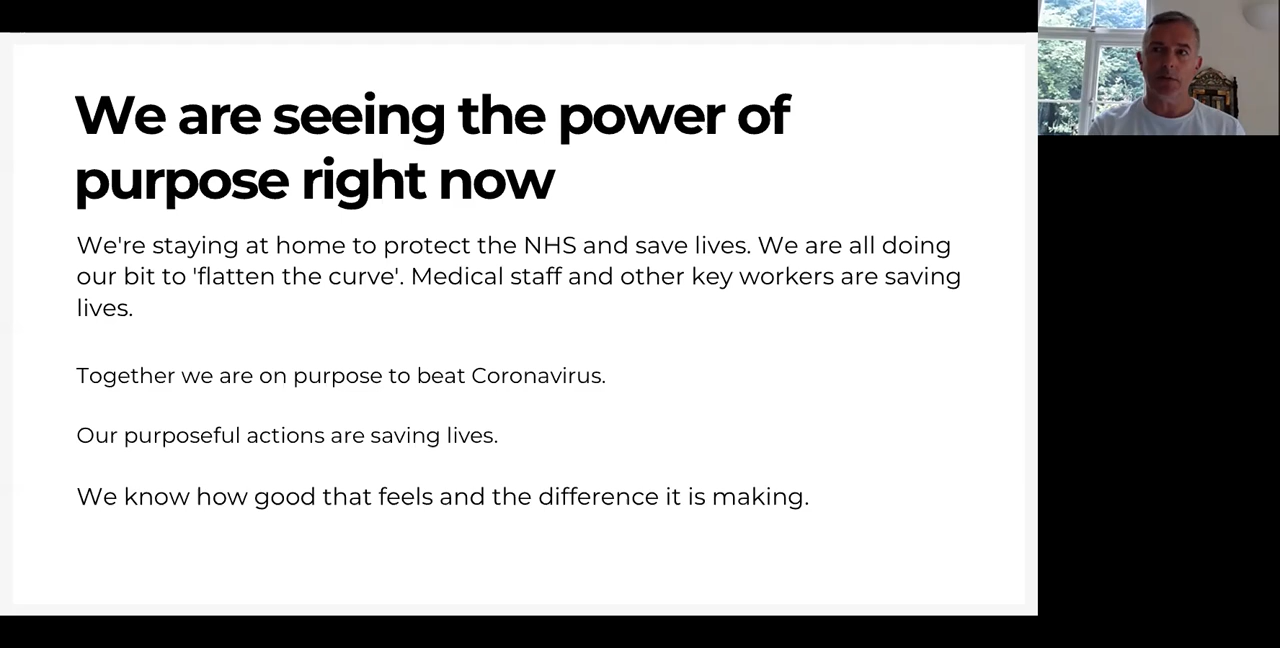 We are seeing the power of
purpose right now
We're staying at home to protect the NHS and save lives. We are all doing
our bit to 'flatten the curve'. Medical staff and other key workers are saving
lives.
Together we are on purpose to beat Coronavirus.
Our purposeful actions are saving lives.
We know how good that feels and the difference it is making.